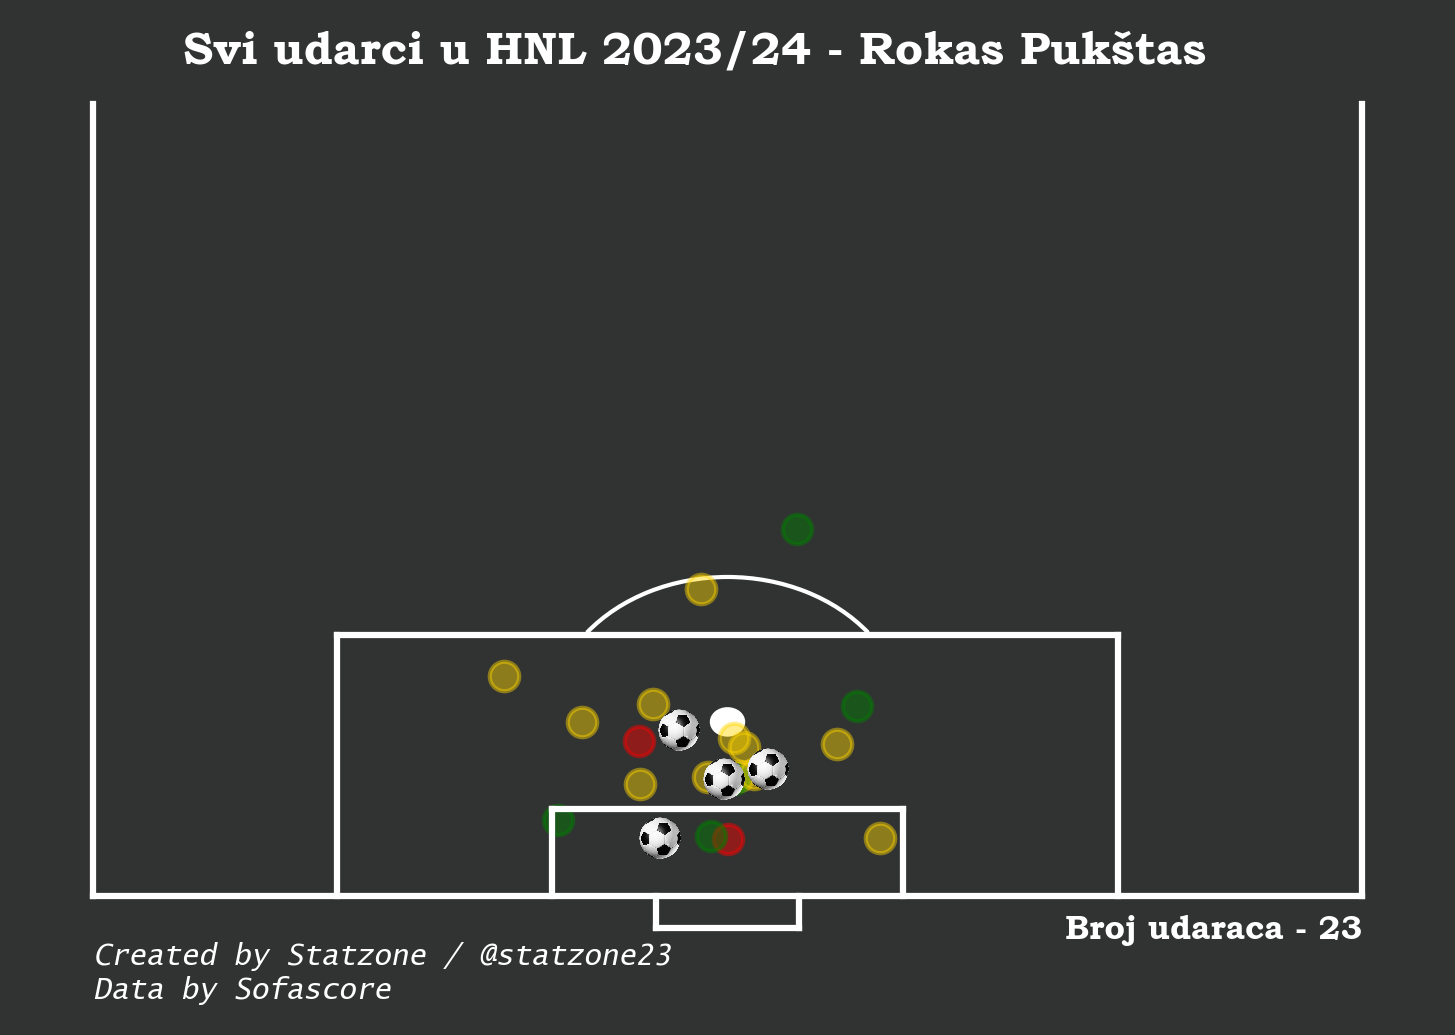 Svi udarci u HNL 2023/24 - Rokas Pukštas
Broj udaraca - 23
Created by Statzone / @statzone23
Data by Sofascore